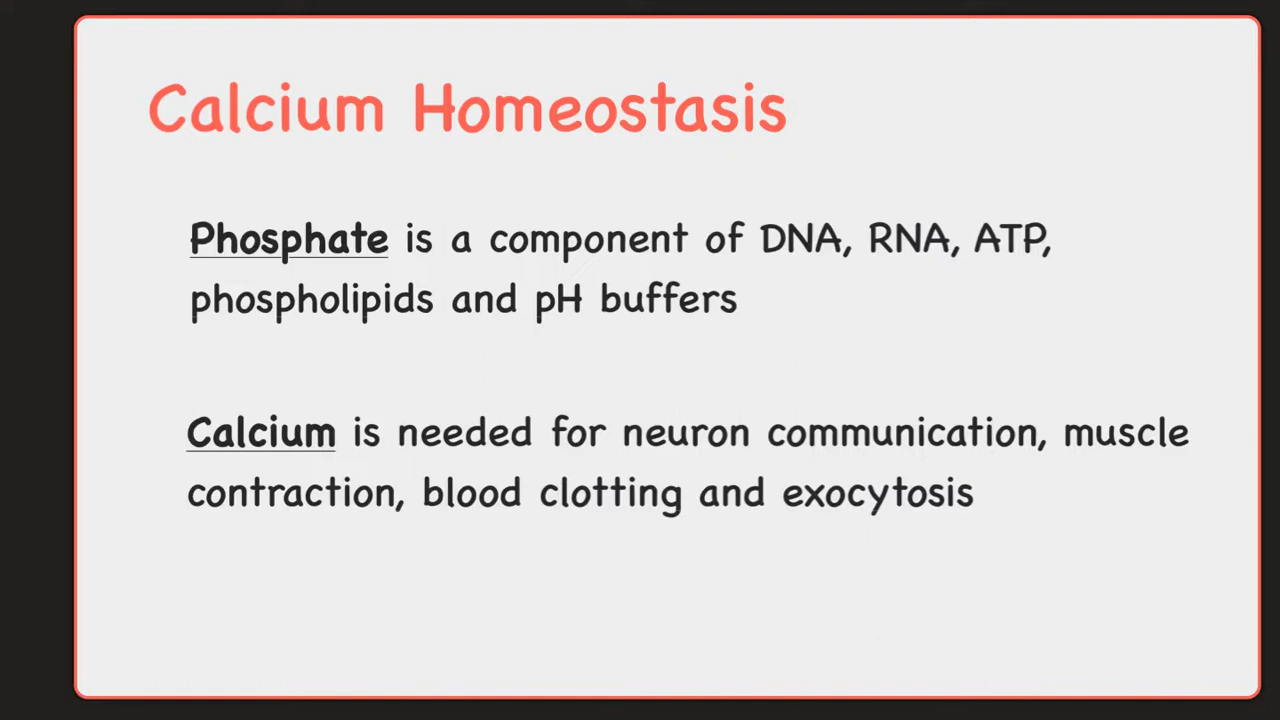 Calcium Homeostasis
Phosphate is a component of DNA, RNA, ATP,
phospholipids and pH buffers
Calcium is needed for neuron communication, muscle
contraction, blood clotting and exocytosis